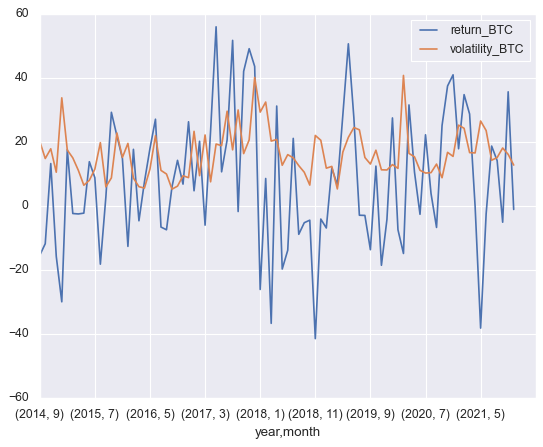 60
40
20
0
−20
−40
−60
return_BTC
volatility_BTC
(2014, 9) (2015, 7) (2016, 5) (2017, 3) (2018, 1) (2018, 11) (2019, 9) (2020, 7) (2021, 5)
year,month